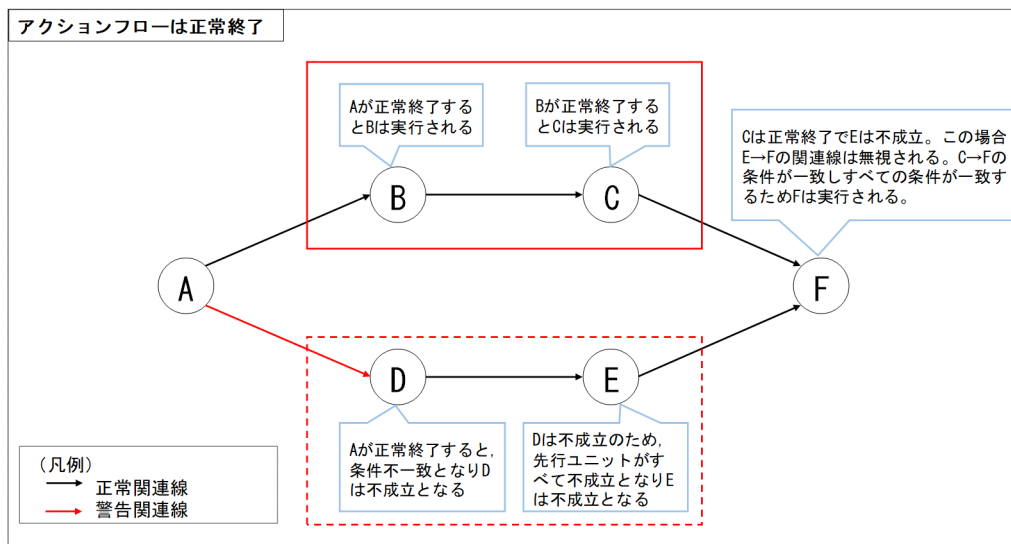 アクションフローは正常終了
Aが正常終了する
とBは実行される
Bが正常終了する
とCは実行される
Cは正常終了でEは不成立。この場合
E→Fの関連線は無視される。C→Fの
条件が一致しすべての条件が一致す
るためFは実行される。
B
C
A
F
D
E
Aが正常終了すると,
条件不一致となりD
は不成立となる
Dは不成立のため,
先行ユニットがす
べて不成立となりE
は不成立となる
(凡例)
正常関連線
警告関連線